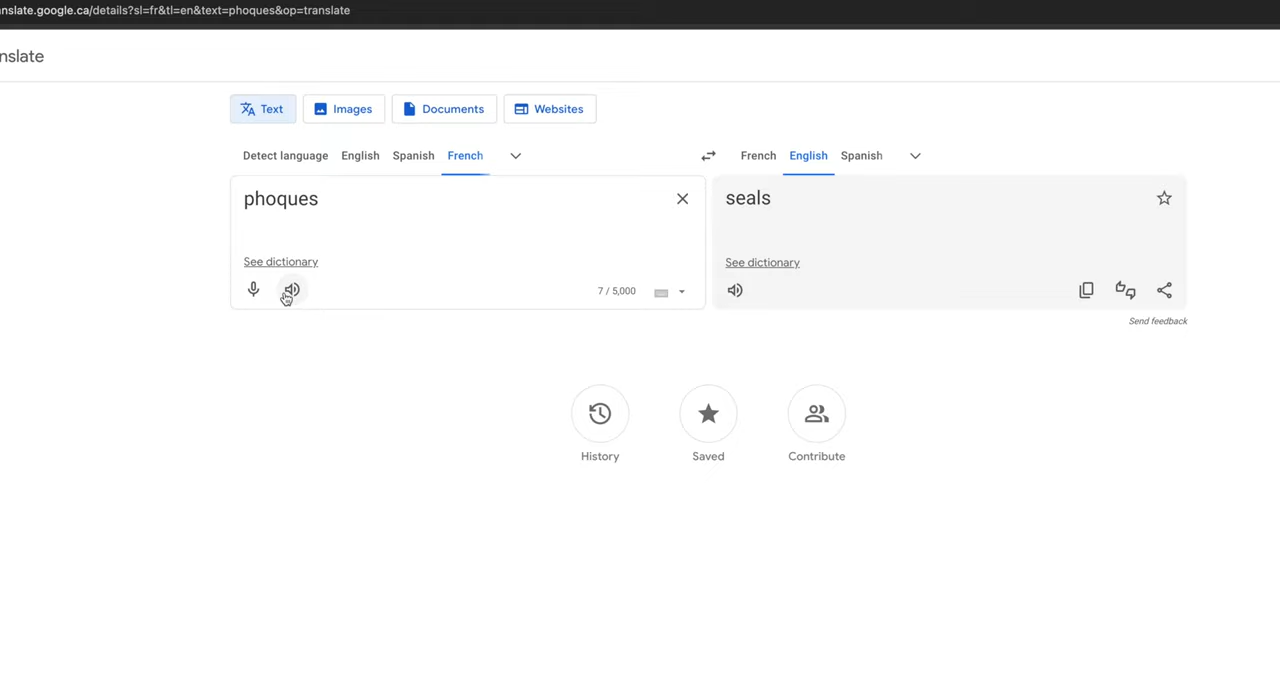 nslate.google.ca/details?sl=fr&tl=en&text=phoques&op=translate
nslate
Text Images Documents Websites
Detect language English Spanish French French English Spanish
phoques seals
See dictionary See dictionary
7 / 5,000
Send feedback
History Saved Contribute